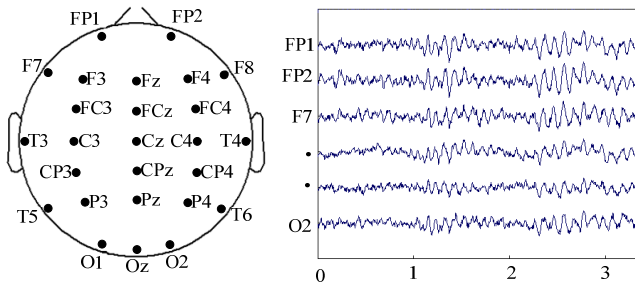 FP1 FP2
F7 F3 Fz F4 F8
FC3 FCz FC4
T3 C3 Cz C4 T4
CP3 CPz CP4
T5 P3 Pz P4 T6
O1 Oz O2
FP1
FP2
F7
O2
0 1 2 3